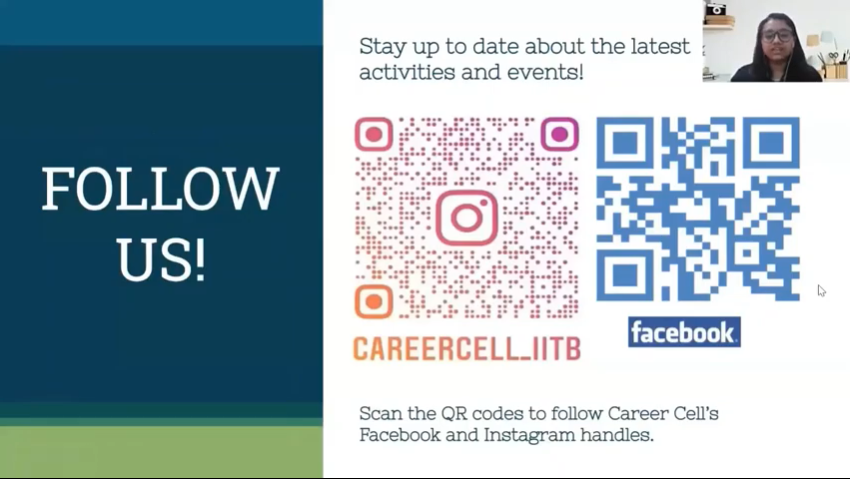 Stay up to date about the latest
activities and events!
FOLLOW
US!
CAREERCELL_IITB
facebook
Scan the QR codes to follow Career Cell's
Facebook and Instagram handles.